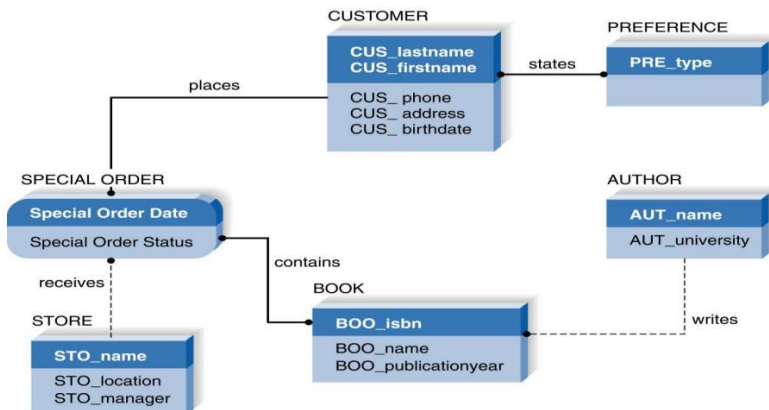 CUSTOMER
CUS_lastname
CUS_firstname
CUS_ phone
CUS_ address
CUS_ birthdate
states
PREFERENCE
PRE_type
places
SPECIAL ORDER
Special Order Date
Special Order Status
AUTHOR
AUT_name
AUT_university
contains
receives
BOOK
BOO_isbn
BOO_name
BOO_publicationyear
writes
STORE
STO_name
STO_location
STO_manager